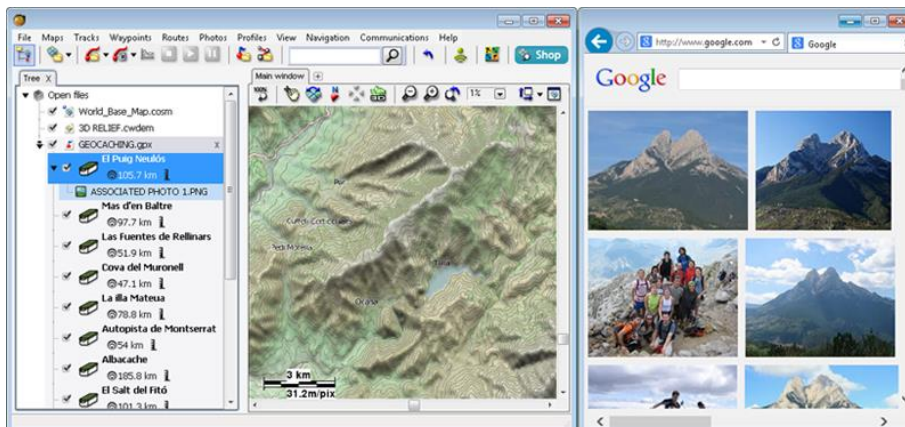 File Maps Tracks Waypoints Routes Photos Profiles View Navigation Communications Help
Shop
Tree X
Open files
World_Base_Map.cosm
3D RELIEF.cwdem
GEOCACHING.gpx x
El Puig Neulós
105.7 km
ASSOCIATED PHOTO 1.PNG
Mas d'en Baltre
97.7 km
Las Fuentes de Rellinars
51.9 km
Cova del Muronell
47.1 km
La illa Mateua
78.8 km
Autopista de Montserrat
54 km
Albacache
185.8 km
El Salt del Fitó
101.3 km
Main window
100%
1%
3 km
31.2m/pix
http://www.google.com
Google
Google